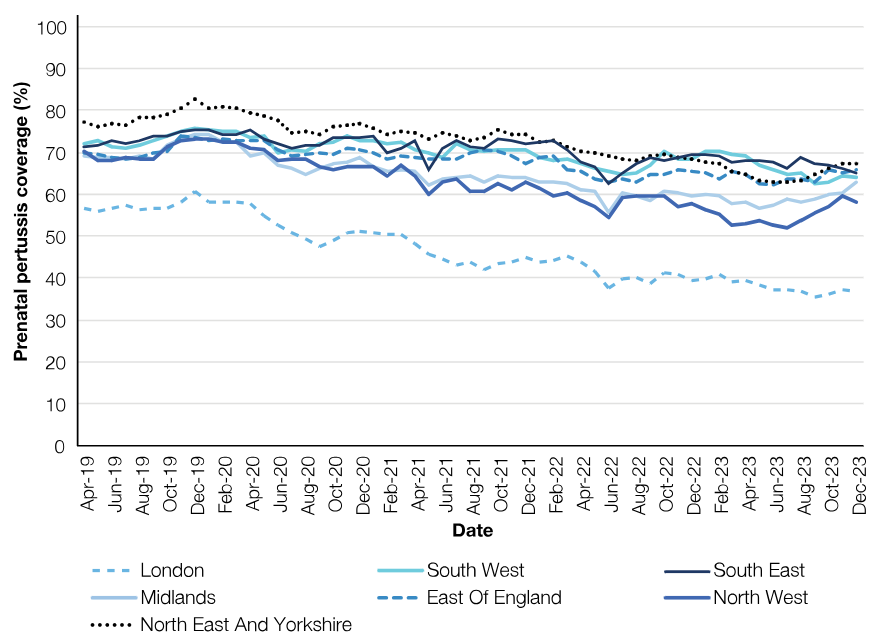 Prenatal pertussis coverage (%)
100
90
80
70
60
50
40
30
20
10
0
Apr-19
Jun-19
Aug-19
Oct-19
Dec-19
Feb-20
Apr-20
Jun-20
Aug-20
Oct-20
Dec-20
Feb-21
Apr-21
Jun-21
Aug-21
Oct-21
Dec-21
Feb-22
Apr-22
Jun-22
Aug-22
Oct-22
Dec-22
Feb-23
Apr-23
Jun-23
Aug-23
Oct-23
Dec-23
Date
London South West South East
Midlands East Of England North West
North East And Yorkshire